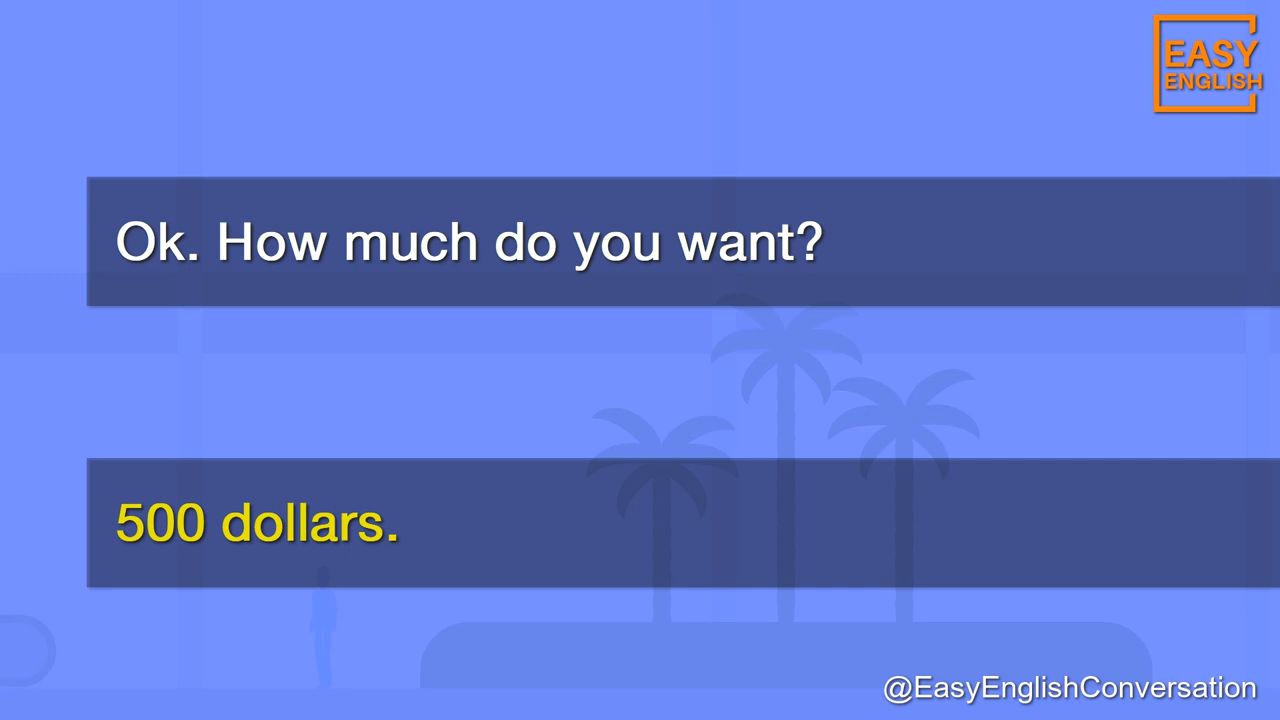 EASY
ENGLISH
Ok. How much do you want?
500 dollars.
@EasyEnglishConversation